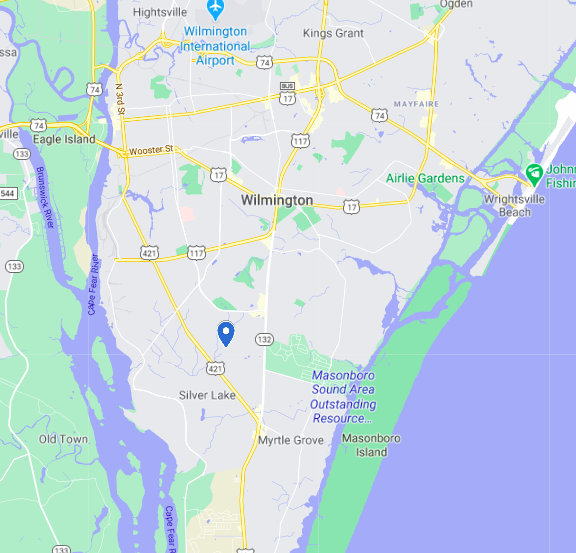 Hightsville
Ogden
Wilmington
International
Airport
Kings Grant
ssa
74
74
N 3rd St
BUS
17
MAYFAIRE
74
74
ville
Eagle Island
117
133
Wooster St
17
Airlie Gardens
Johnn
Fishin
544
Brunswick River
Wilmington
17
Wrightsville
Beach
421
117
133
Cape Fear River
132
421
Masonboro
Sound Area
Outstanding
Resource...
Silver Lake
Old Town
Myrtle Grove
Masonboro
Island
Cape Fear R
133
421